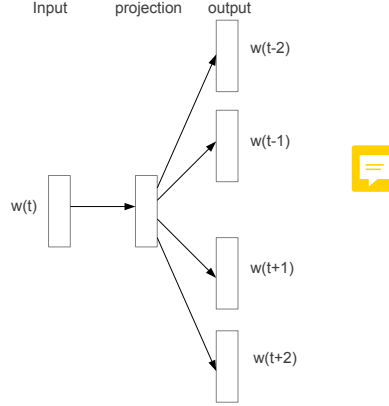 Input projection output
w(t-2)
w(t-1)
w(t)
w(t+1)
w(t+2)